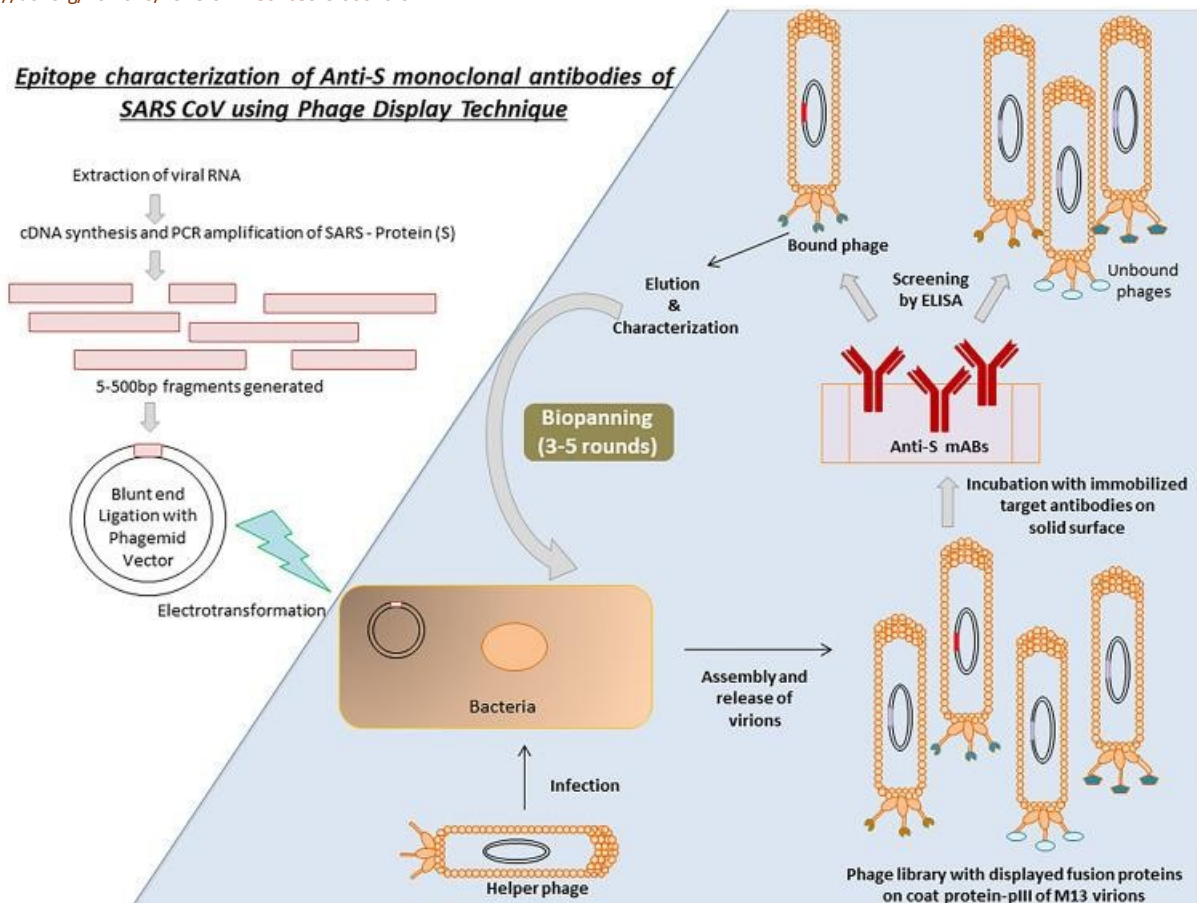 Epitope characterization of Anti-S monoclonal antibodies of
SARS CoV using Phage Display Technique
Extraction of viral RNA
cDNA synthesis and PCR amplification of SARS - Protein (S)
5-500bp fragments generated
Blunt end
Ligation with
Phagemid
Vector
Electrotransformation
Bacteria
Infection
Helper phage
Assembly and
release of
virions
Phage library with displayed fusion proteins
on coat protein-pIII of M13 virions
Incubation with immobilized
target antibodies on
solid surface
Anti-S mABs
Screening
by ELISA
Bound phage
Unbound
phages
Elution
&
Characterization
Biopanning
(3-5 rounds)